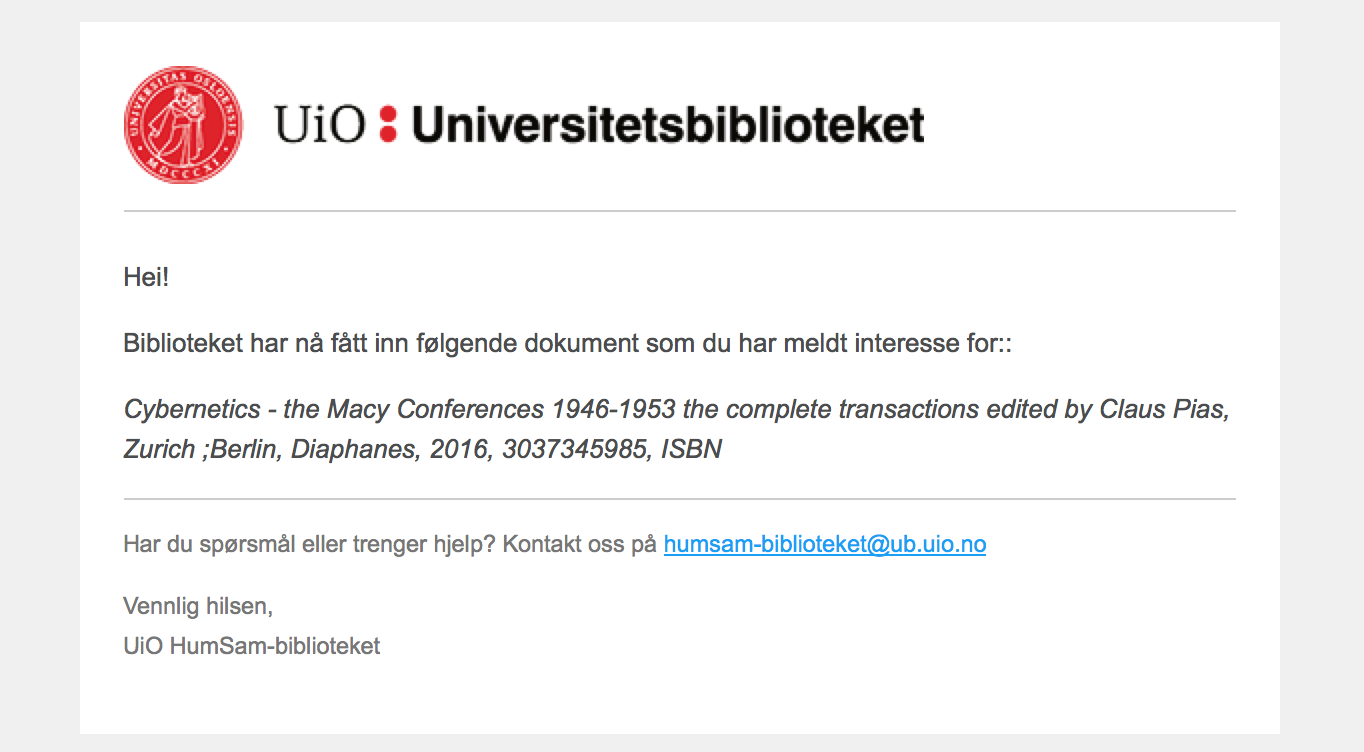 UNIVERSITAS OSLOENSIS
MDCCCXI
UiO : Universitetsbiblioteket
Hei!
Biblioteket har nå fått inn følgende dokument som du har meldt interesse for::
Cybernetics - the Macy Conferences 1946-1953 the complete transactions edited by Claus Pias,
Zurich ;Berlin, Diaphanes, 2016, 3037345985, ISBN
Har du spørsmål eller trenger hjelp? Kontakt oss på humsam-biblioteket@ub.uio.no
Vennlig hilsen,
UiO HumSam-biblioteket